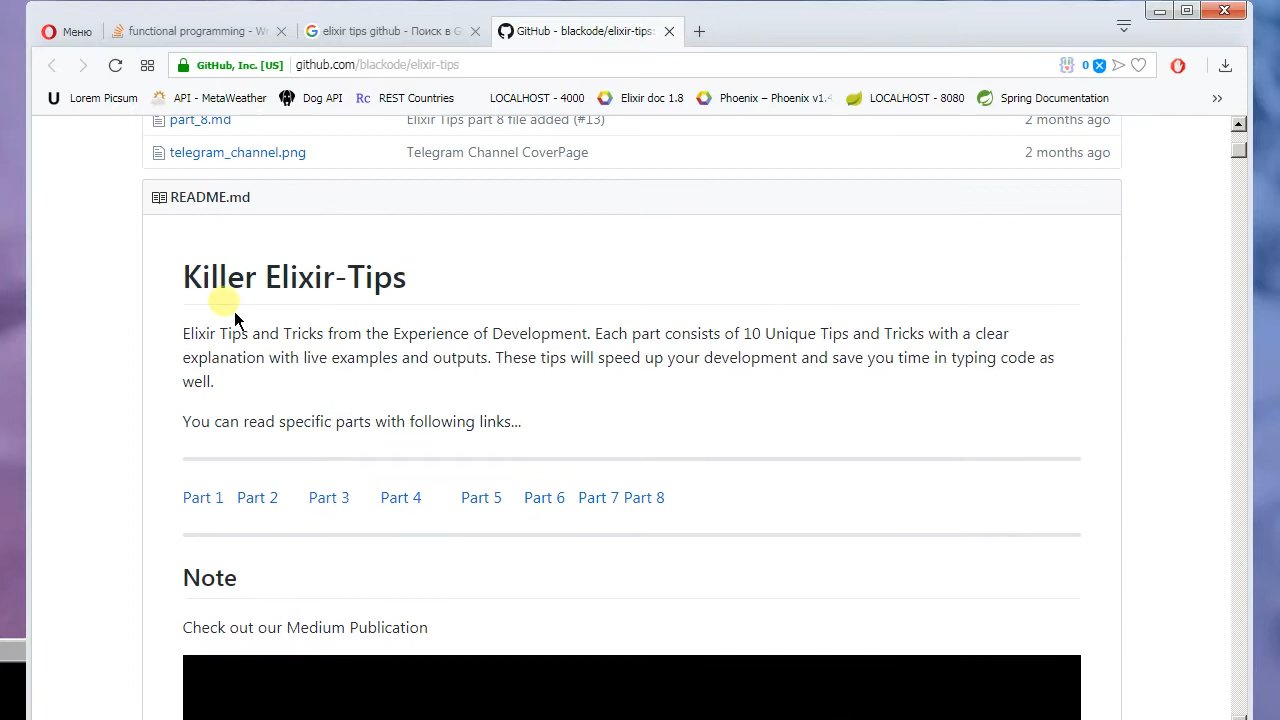 Меню
functional programming - W
elixir tips github - Поиск в G
GitHub - blackode/elixir-tips:
GitHub, Inc. [US]
github.com/blackode/elixir-tips
0
U Lorem Picsum
API - MetaWeather
Dog API
Rc REST Countries
LOCALHOST - 4000
Elixir doc 1.8
Phoenix – Phoenix v1.4
LOCALHOST - 8080
Spring Documentation
»
part_8.md
Elixir Tips part 8 file added (#13)
2 months ago
telegram_channel.png
Telegram Channel CoverPage
2 months ago
README.md
Killer Elixir-Tips
Elixir Tips and Tricks from the Experience of Development. Each part consists of 10 Unique Tips and Tricks with a clear
explanation with live examples and outputs. These tips will speed up your development and save you time in typing code as
well.
You can read specific parts with following links...
Part 1 Part 2 Part 3 Part 4 Part 5 Part 6 Part 7 Part 8
Note
Check out our Medium Publication